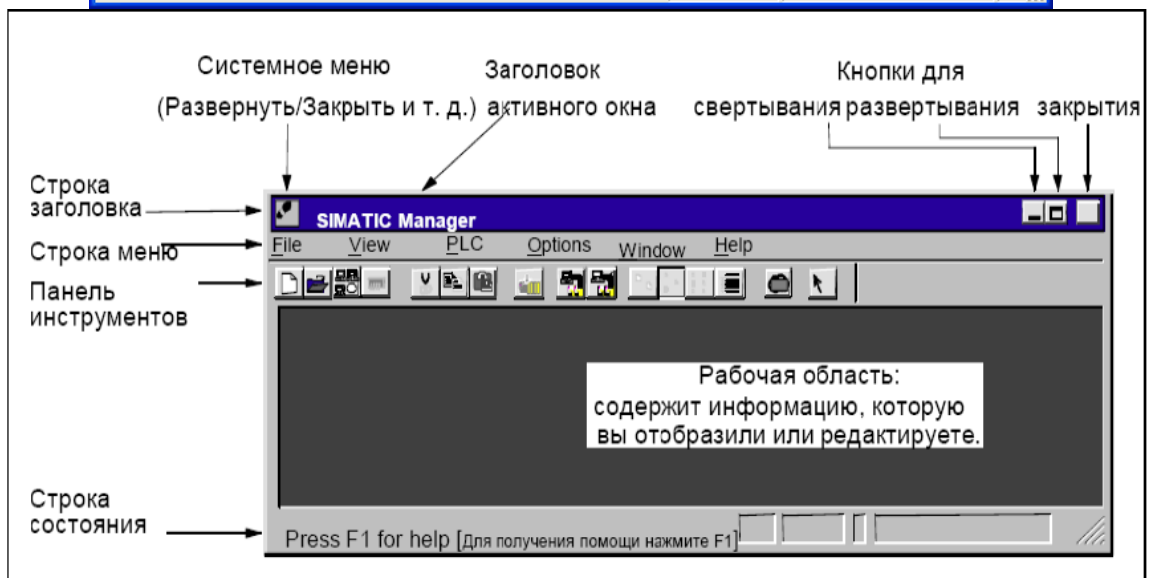 Системное меню
(Развернуть/Закрыть и т. д.)
Заголовок
активного окна
Кнопки для
свертывания развертывания закрытия
Строка
заголовка
SIMATIC Manager
Строка меню
File View PLC Options Window Help
Панель
инструментов
Рабочая область:
содержит информацию, которую
вы отобразили или редактируете.
Строка
состояния
Press F1 for help [Для получения помощи нажмите F1]